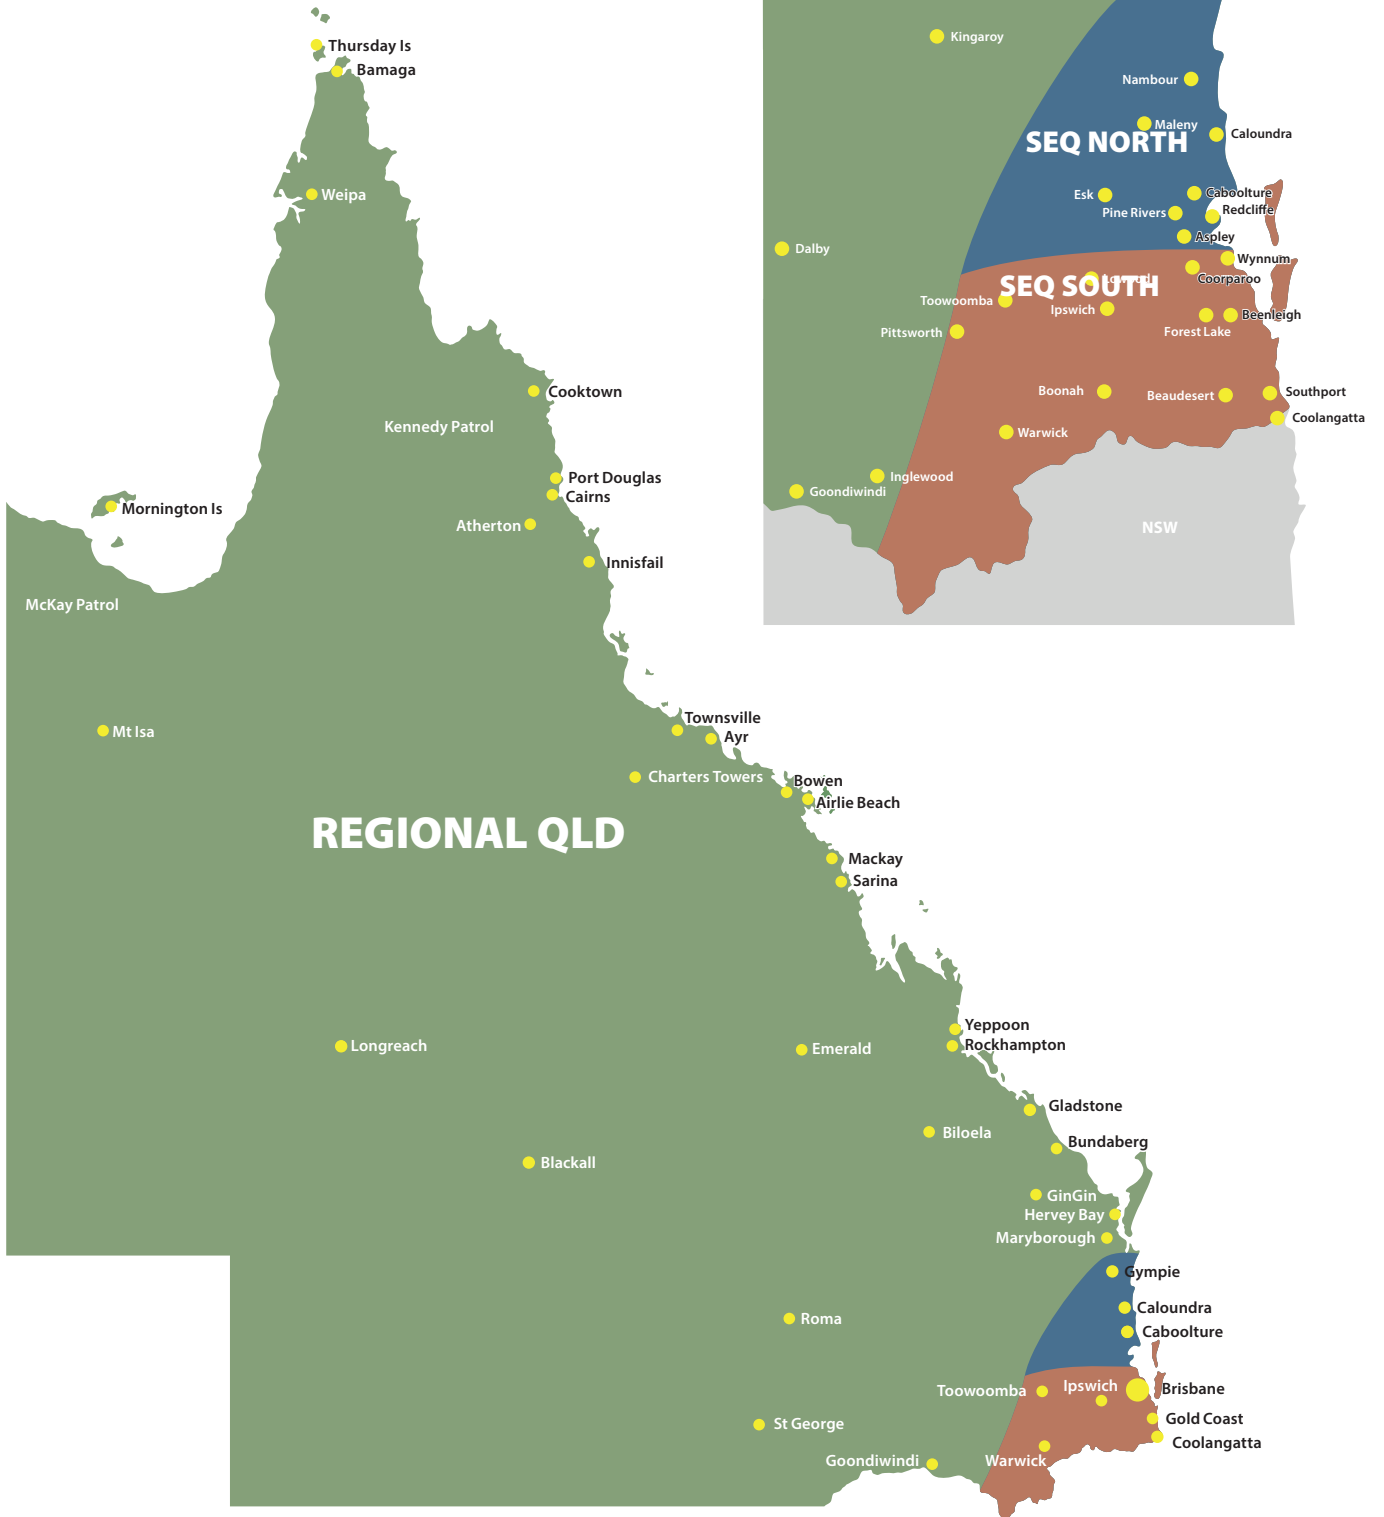 Thursday Is
Bamaga
Weipa
Cooktown
Kennedy Patrol
Port Douglas
Cairns
Mornington Is
Atherton
Innisfail
McKay Patrol
Townsville
Mt Isa
Ayr
Charters Towers
Bowen
Airlie Beach
REGIONAL QLD
Mackay
Sarina
Yeppoon
Rockhampton
Longreach
Emerald
Gladstone
Biloela
Bundaberg
Blackall
GinGin
Hervey Bay
Maryborough
Gympie
Caloundra
Roma
Caboolture
Toowoomba
Ipswich
Brisbane
Gold Coast
St George
Coolangatta
Goondiwindi
Warwick
Kingaroy
Nambour
Maleny
Caloundra
SEQ NORTH
Esk
Caboolture
Pine Rivers
Redcliffe
Aspley
Dalby
Wynnum
Coorparoo
SEQ SOUTH
Toowoomba
Ipswich
Beenleigh
Forest Lake
Pittsworth
Boonah
Beaudesert
Southport
Coolangatta
Warwick
Inglewood
Goondiwindi
NSW